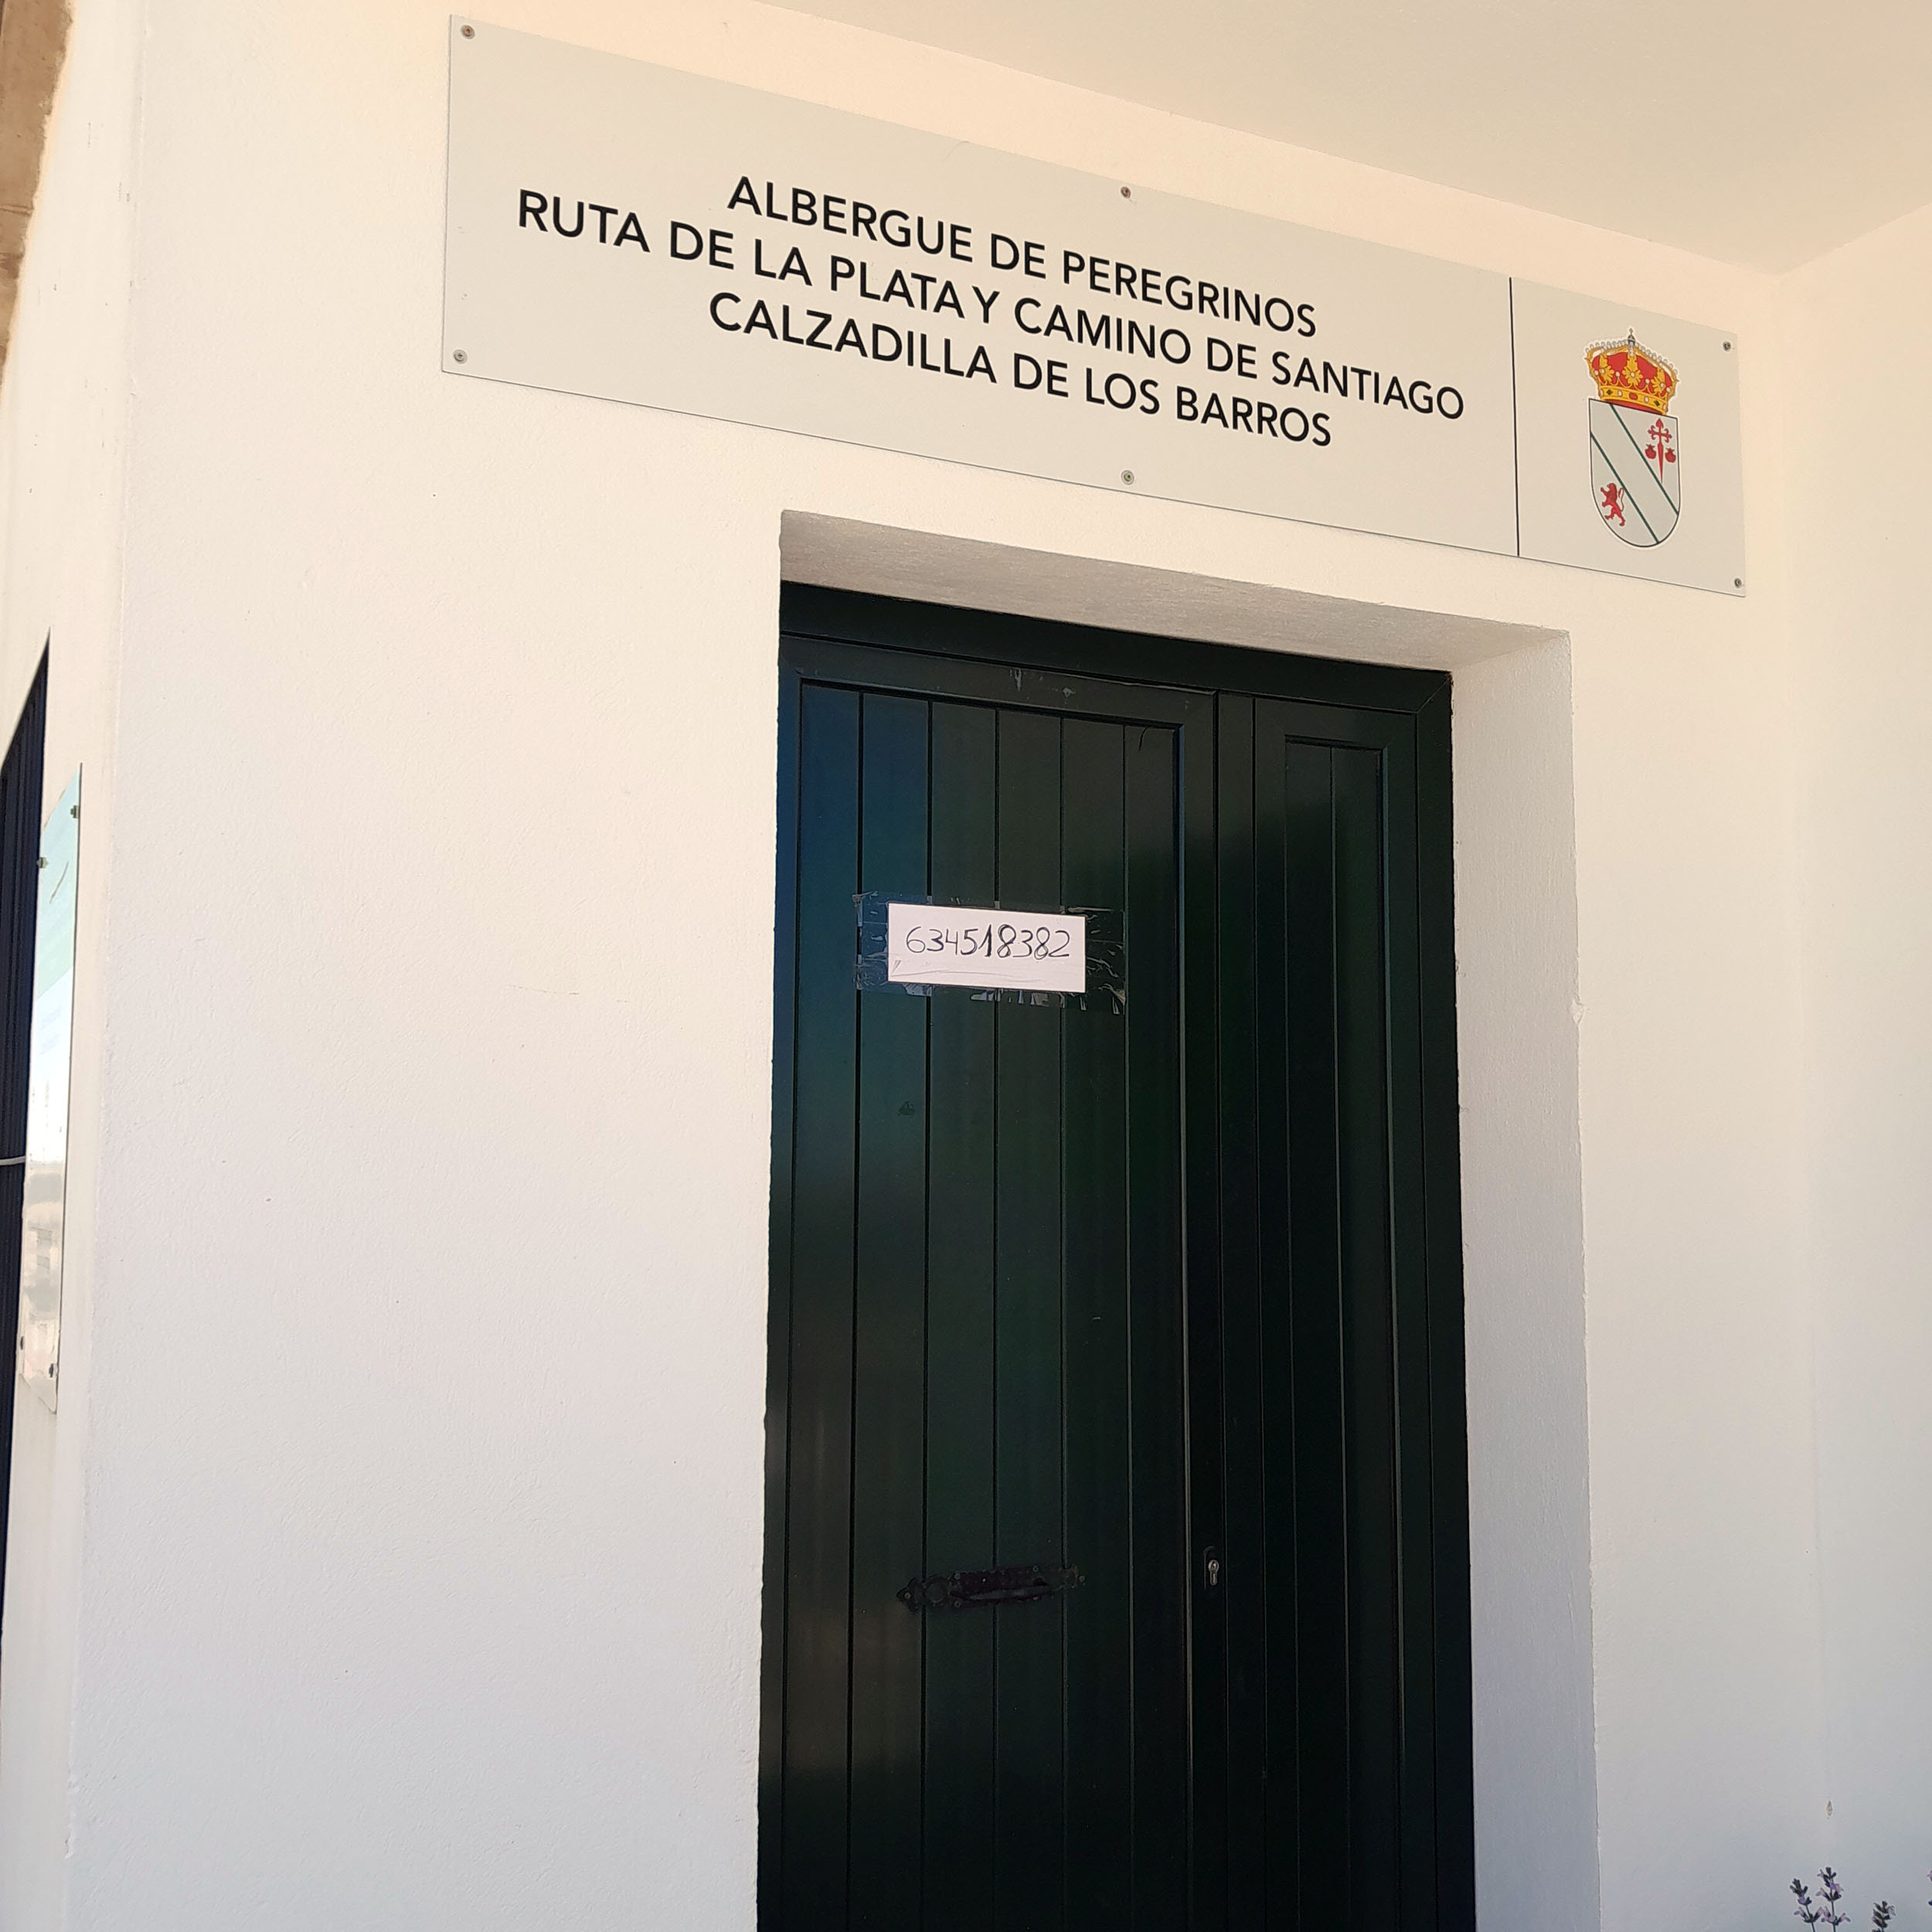 ALBERGUE DE PEREGRINOS
RUTA DE LA PLATA Y CAMINO DE SANTIAGO
CALZADILLA DE LOS BARROS
634518382